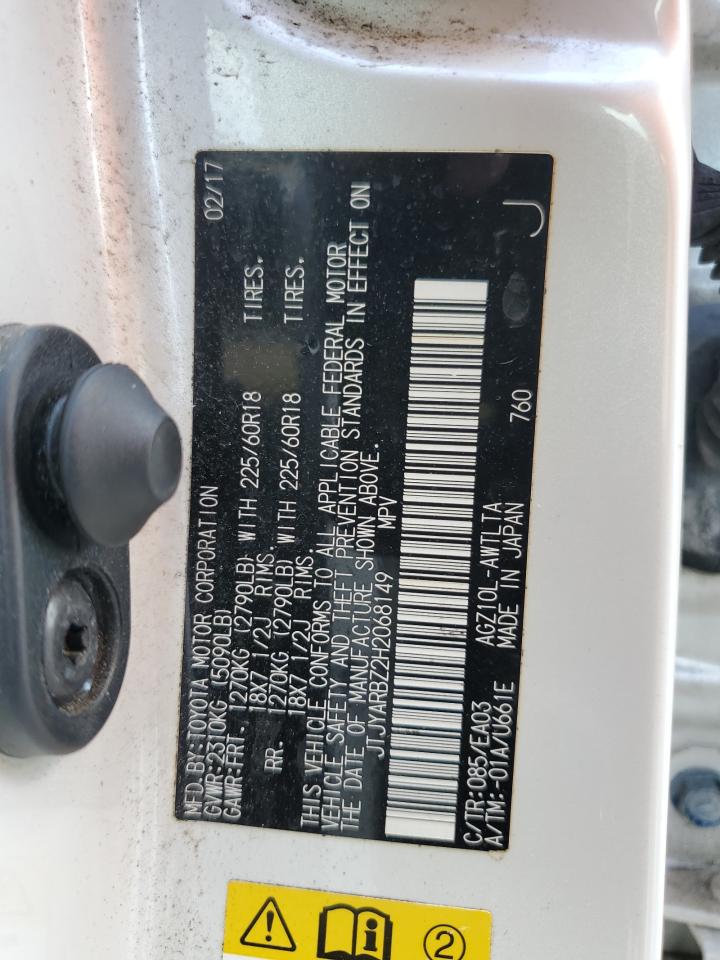 MFD.BY:TOYOTA MOTOR CORPORATION 02/17
GVWR:2310KG (5090LB)
GAWR:FRT. 1270KG (2790LB) WITH 225/60R18 TIRES.
18X7 1/2J RIMS.
RR. 1270KG (2790LB) WITH 225/60R18 TIRES.
18X7 1/2J RIMS.
THIS VEHICLE CONFORMS TO ALL APPLICABLE FEDERAL MOTOR
VEHICLE SAFETY AND THEFT PREVENTION STANDARDS IN EFFECT ON
THE DATE OF MANUFACTURE SHOWN ABOVE.
JTJYARBZ2H2068149 MPV
C/TR:085/EA03 AGZ10L-AWTLTA
A/TM:-01A/U661E MADE IN JAPAN 760
J
2